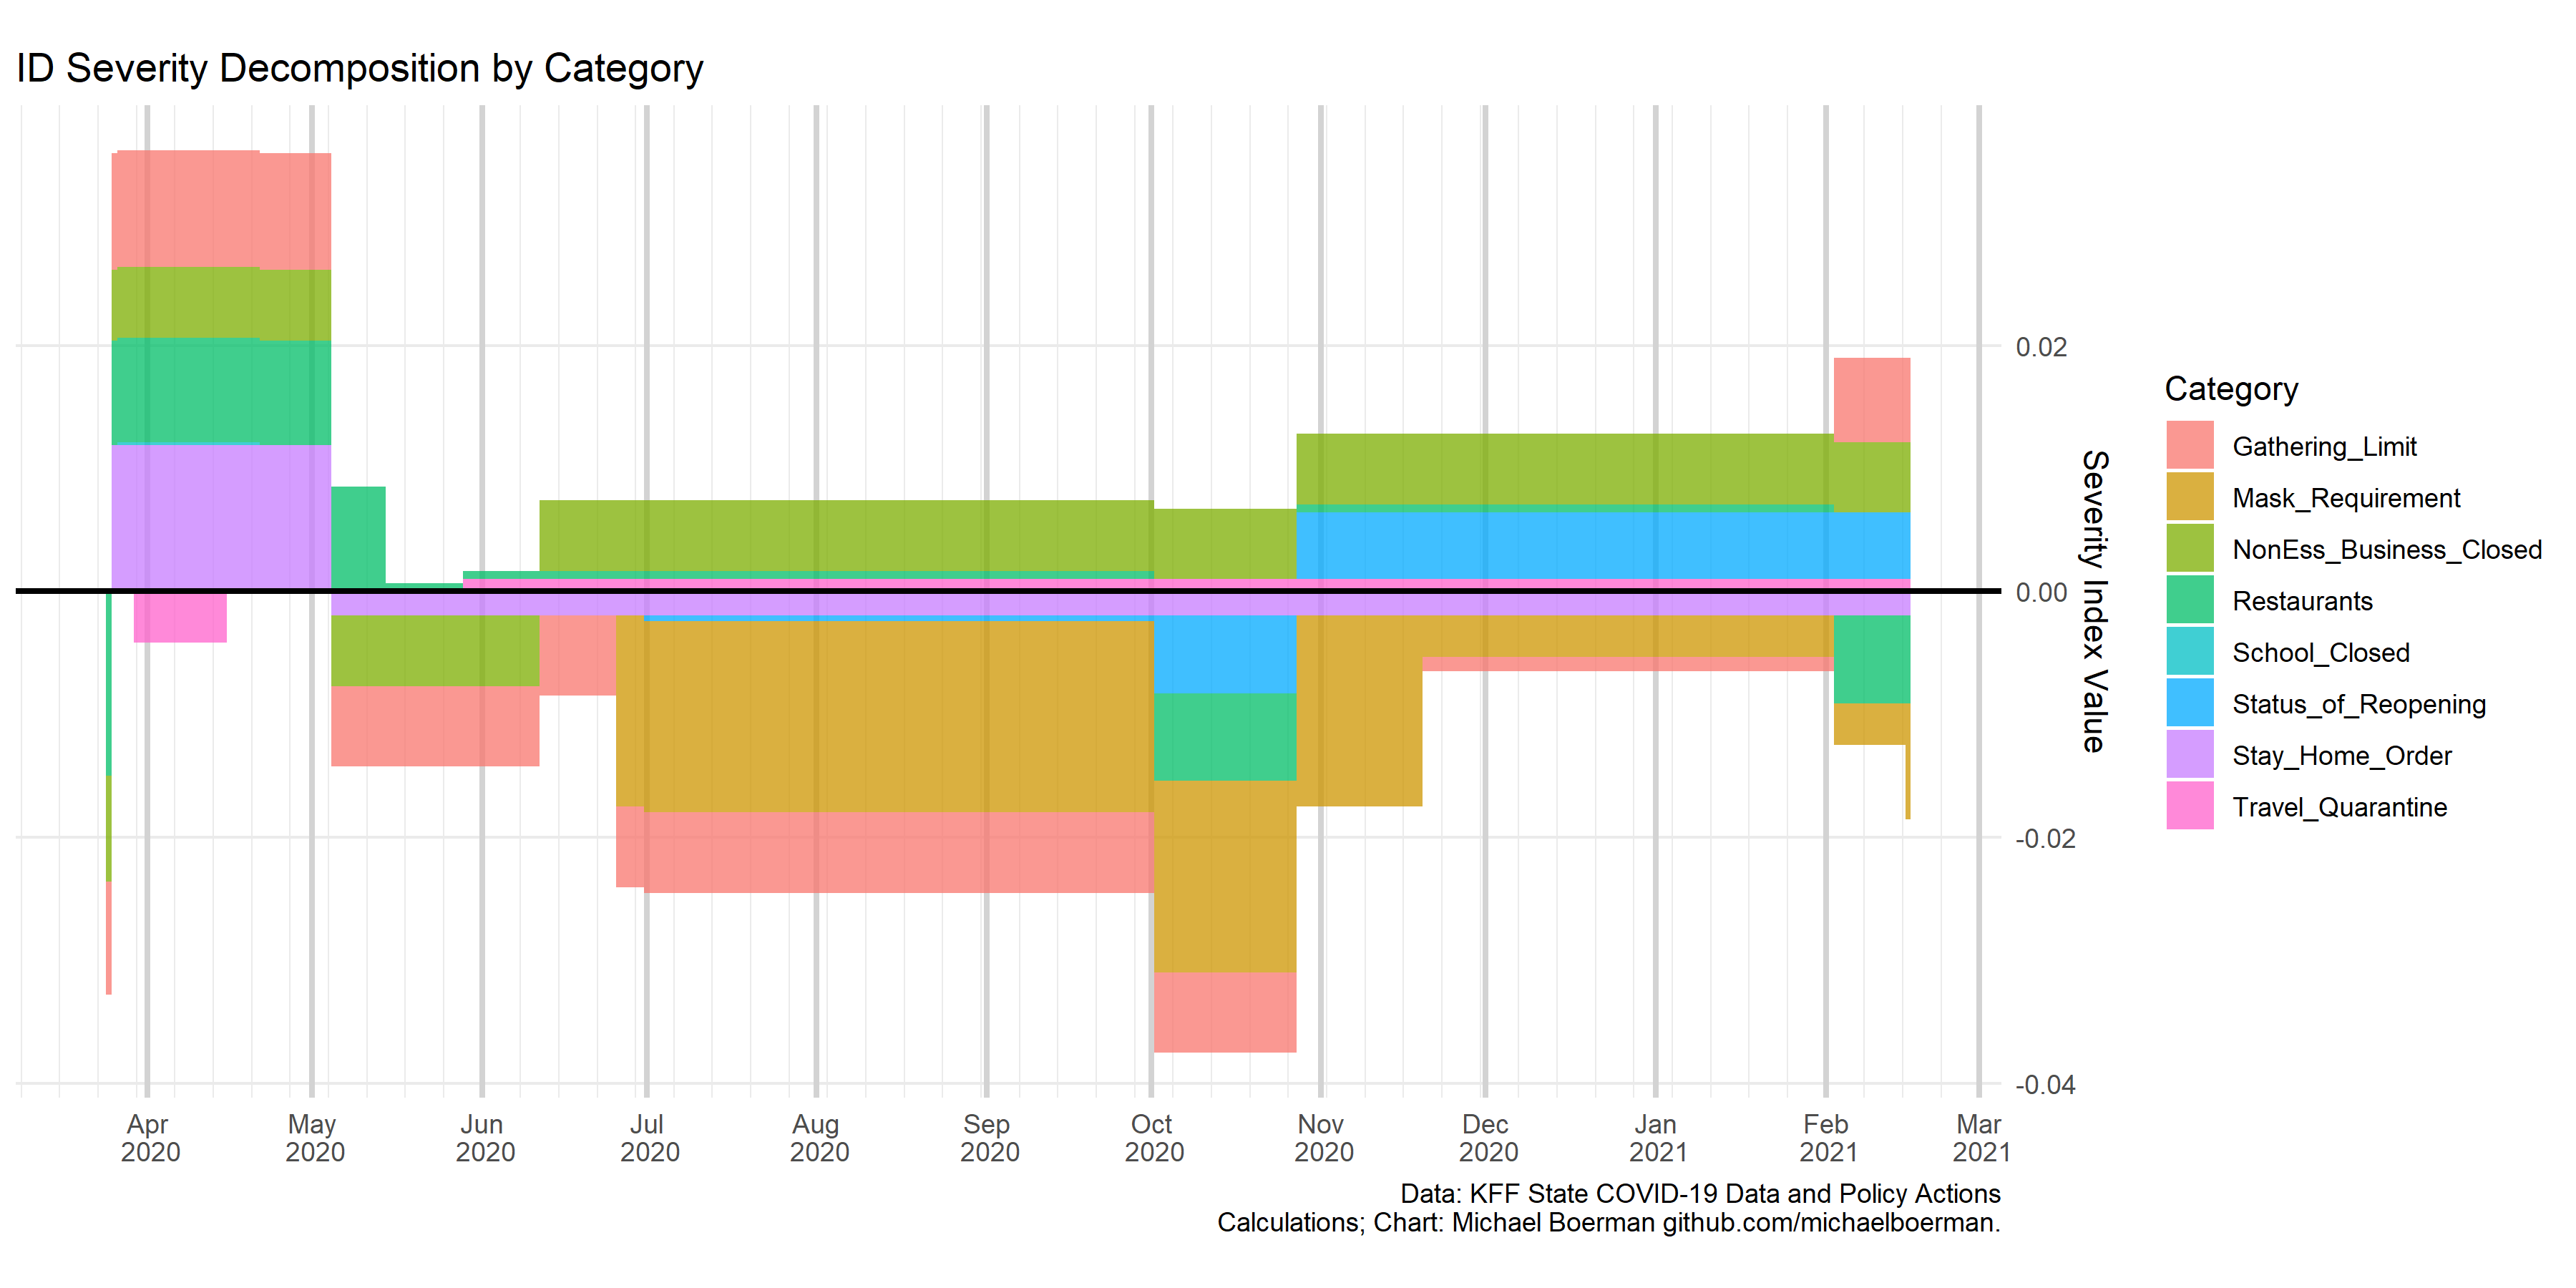 ID Severity Decomposition by Category
0.02
0.00
-0.02
-0.04
Severity Index Value
Apr 2020
May 2020
Jun 2020
Jul 2020
Aug 2020
Sep 2020
Oct 2020
Nov 2020
Dec 2020
Jan 2021
Feb 2021
Mar 2021
Category
Gathering_Limit
Mask_Requirement
NonEss_Business_Closed
Restaurants
School_Closed
Status_of_Reopening
Stay_Home_Order
Travel_Quarantine
Data: KFF State COVID-19 Data and Policy Actions
Calculations; Chart: Michael Boerman github.com/michaelboerman.